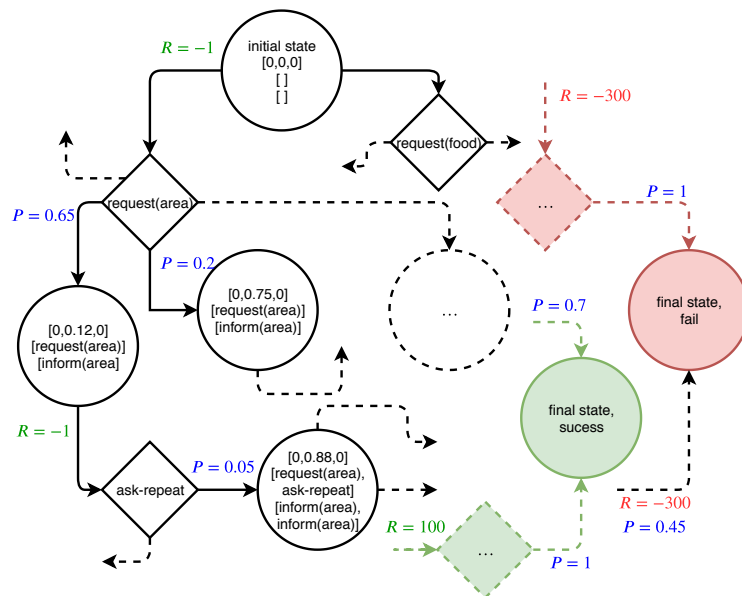 R = −1
initial state
[0,0,0]
[ ]
[ ]
R = −300
request(food)
request(area)
...
P = 1
P = 0.65
P = 0.2
[0,0.12,0]
[request(area)]
[inform(area]
[0,0.75,0]
[request(area)]
[inform(area)]
...
P = 0.7
final state,
fail
final state,
sucess
R = −1
ask-repeat
P = 0.05
[0,0.88,0]
[request(area),
ask-repeat]
[inform(area),
inform(area)]
R = 100
...
P = 1
R = −300
P = 0.45